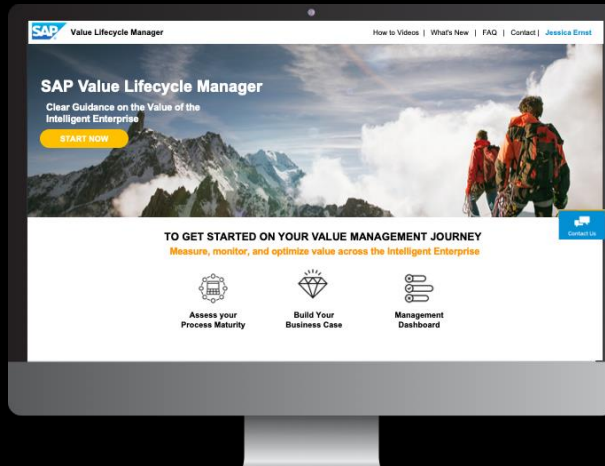 SAP Value Lifecycle Manager
How to Videos | What's New | FAQ | Contact | Jessica Ernst
SAP Value Lifecycle Manager
Clear Guidance on the Value of the
Intelligent Enterprise
START NOW
Contact Us
TO GET STARTED ON YOUR VALUE MANAGEMENT JOURNEY
Measure, monitor, and optimize value across the Intelligent Enterprise
Assess your
Process Maturity
Build Your
Business Case
Management
Dashboard